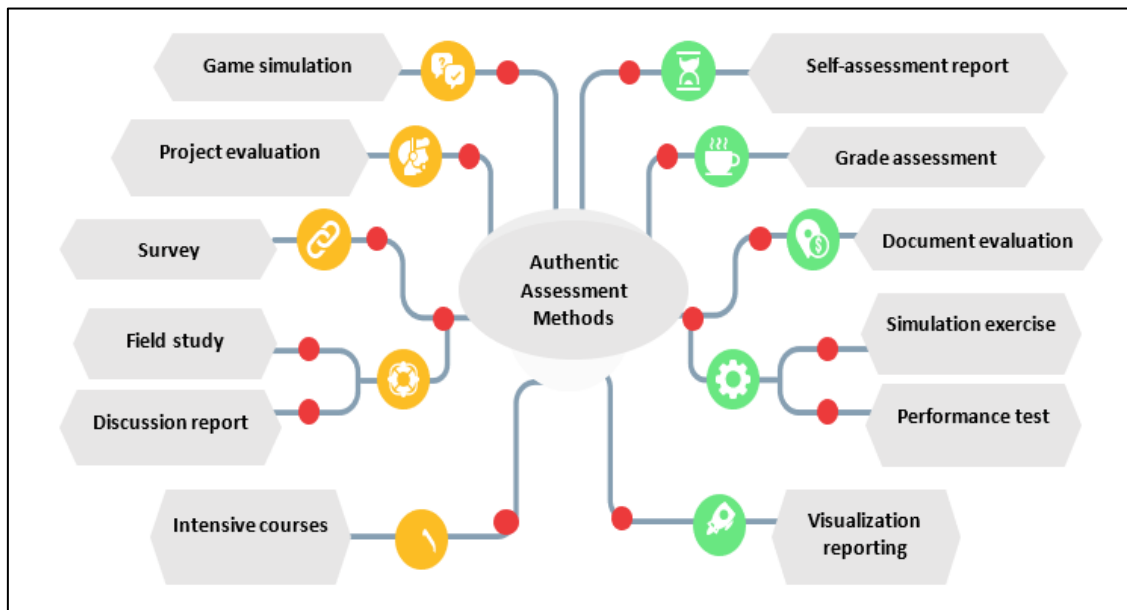 Game simulation
Project evaluation
Survey
Field study
Discussion report
Intensive courses
Authentic
Assessment
Methods
Self-assessment report
Grade assessment
Document evaluation
Simulation exercise
Performance test
Visualization
reporting